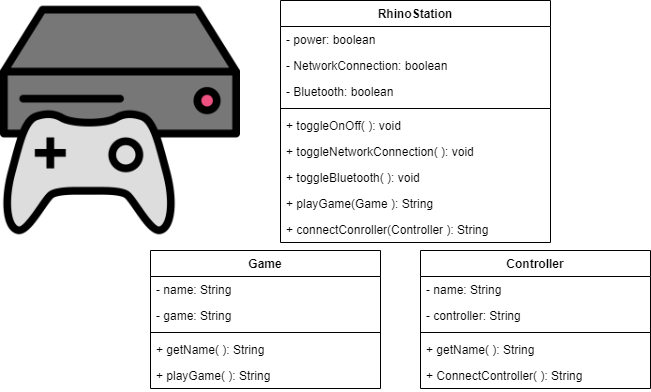 RhinoStation
- power: boolean
- NetworkConnection: boolean
- Bluetooth: boolean
+ toggleOnOff( ): void
+ toggleNetworkConnection( ): void
+ toggleBluetooth( ): void
+ playGame(Game ): String
+ connectConroller(Controller ): String
Game
- name: String
- game: String
+ getName( ): String
+ playGame( ): String
Controller
- name: String
- controller: String
+ getName( ): String
+ ConnectController( ): String